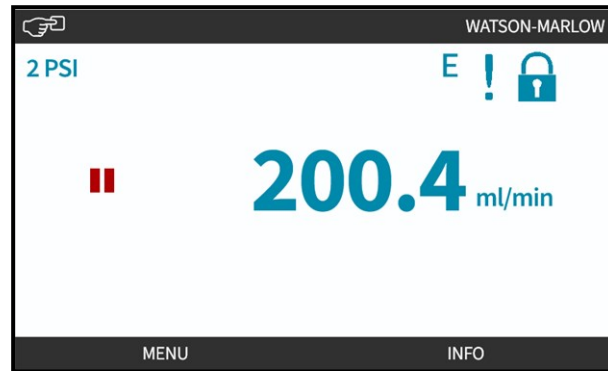 WATSON-MARLOW
2 PSI
E !
200.4 ml/min
MENU INFO